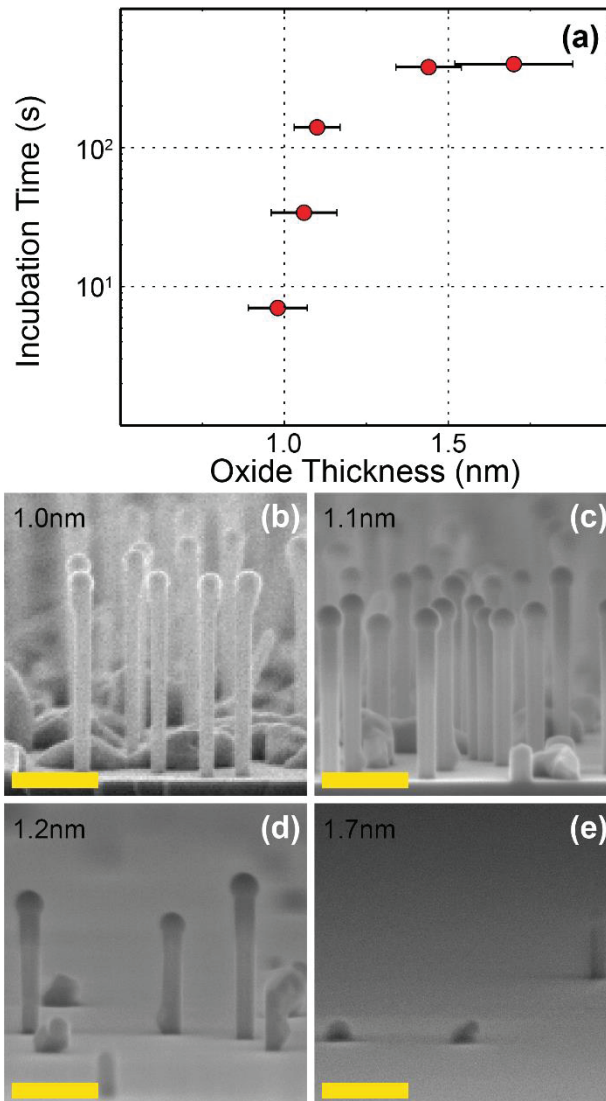 (a)
Incubation Time (s)
10²
10¹
1.0
1.5
Oxide Thickness (nm)
1.0nm
(b)
1.1nm
(c)
1.2nm
(d)
1.7nm
(e)